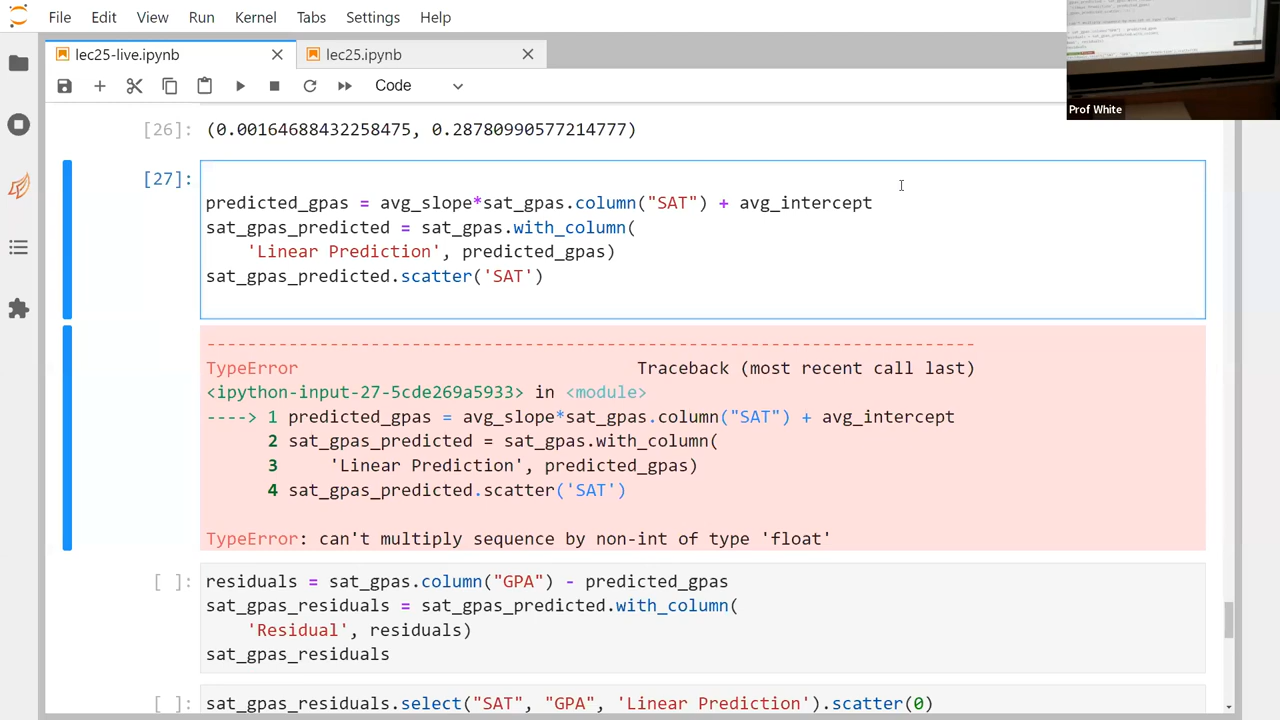 File Edit View Run Kernel Tabs Settings Help
lec25-live.ipynb
lec25.ipynb
Code
Prof White
[26]: (0.00164688432258475, 0.28780990577214777)
[27]:
predicted_gpas = avg_slope*sat_gpas.column("SAT") + avg_intercept
sat_gpas_predicted = sat_gpas.with_column(
'Linear Prediction', predicted_gpas)
sat_gpas_predicted.scatter('SAT')
---------------------------------------------------------------------------
TypeError Traceback (most recent call last)
<ipython-input-27-5cde269a5933> in <module>
----> 1 predicted_gpas = avg_slope*sat_gpas.column("SAT") + avg_intercept
2 sat_gpas_predicted = sat_gpas.with_column(
3 'Linear Prediction', predicted_gpas)
4 sat_gpas_predicted.scatter('SAT')
TypeError: can't multiply sequence by non-int of type 'float'
[ ]: residuals = sat_gpas.column("GPA") - predicted_gpas
sat_gpas_residuals = sat_gpas_predicted.with_column(
'Residual', residuals)
sat_gpas_residuals
[ ]: sat_gpas_residuals.select("SAT", "GPA", 'Linear Prediction').scatter(0)